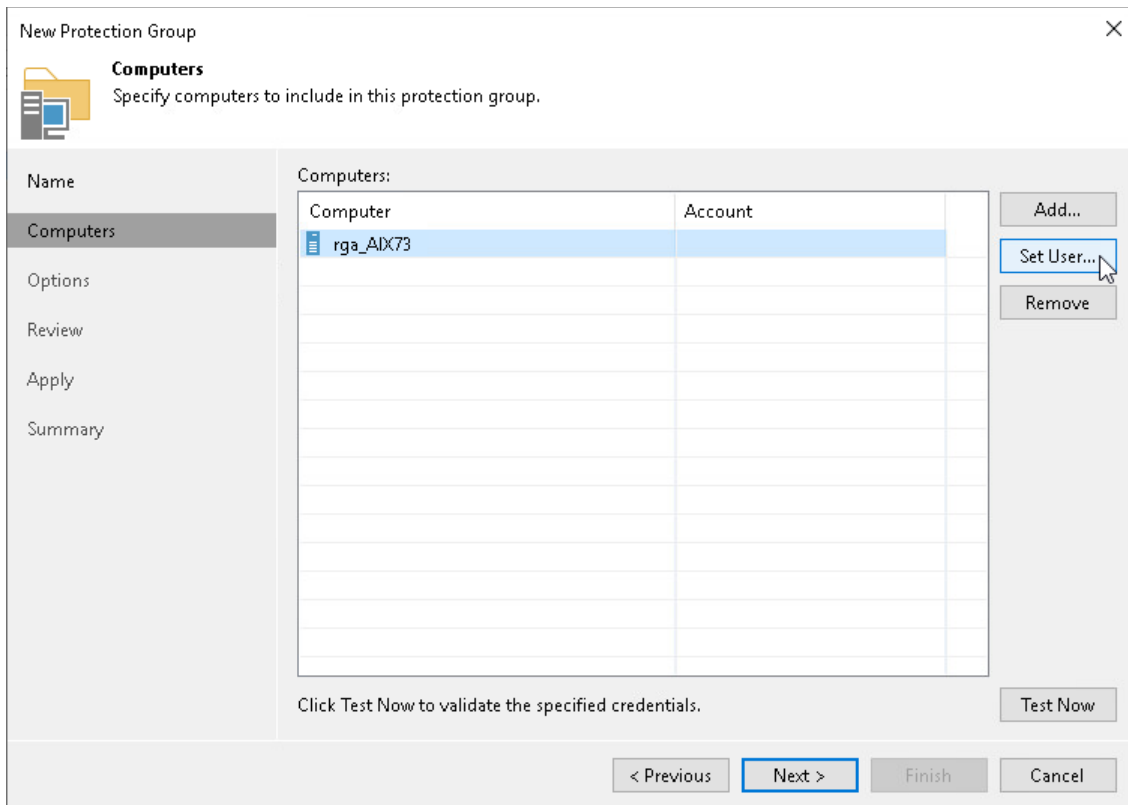 New Protection Group
Computers
Specify computers to include in this protection group.
Name
Computers
Options
Review
Apply
Summary
Computers:
Computer Account
rga_AIX73
Add...
Set User...
Remove
Click Test Now to validate the specified credentials.
Test Now
< Previous Next > Finish Cancel